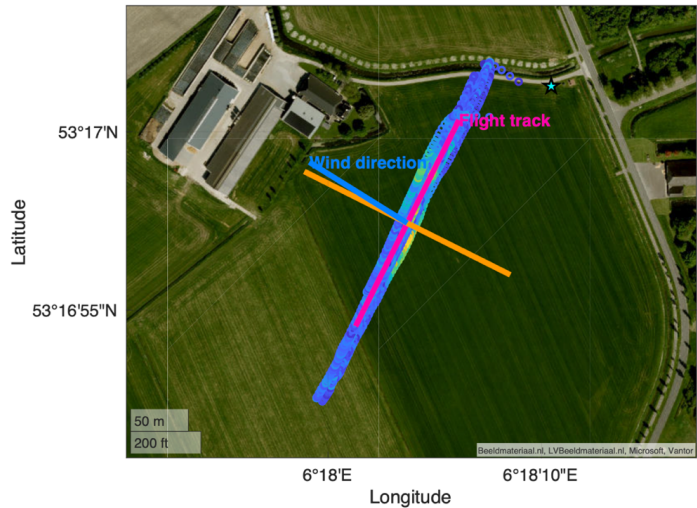 Flight track
53°17'N
Wind direction
Latitude
53°16'55"N
50 m
200 ft
Beeldmateriaal.nl, LVBeeldmateriaal.nl, Microsoft, Vantor
6°18'E
6°18'10"E
Longitude